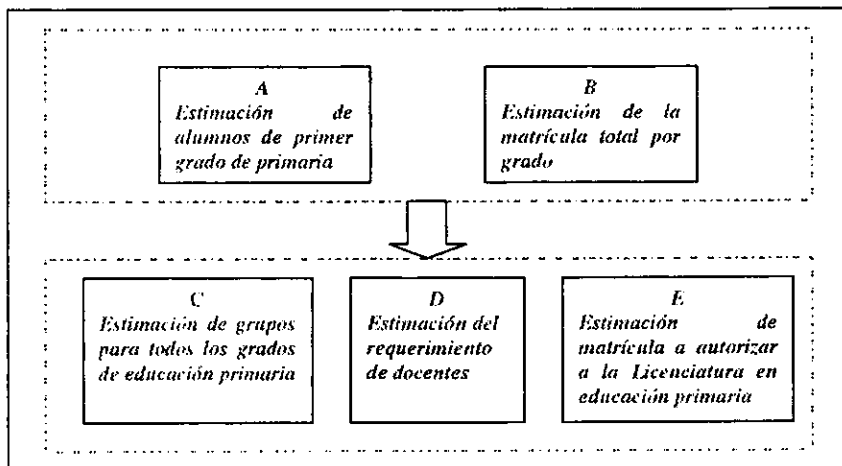 A
Estimación de
alumnos de primer
grado de primaria
B
Estimación de la
matrícula total por
grado
C
Estimación de grupos
para todos los grados
de educación primaria
D
Estimación del
requerimiento
de docentes
E
Estimación de
matrícula a autorizar
a la Licenciatura en
educación primaria